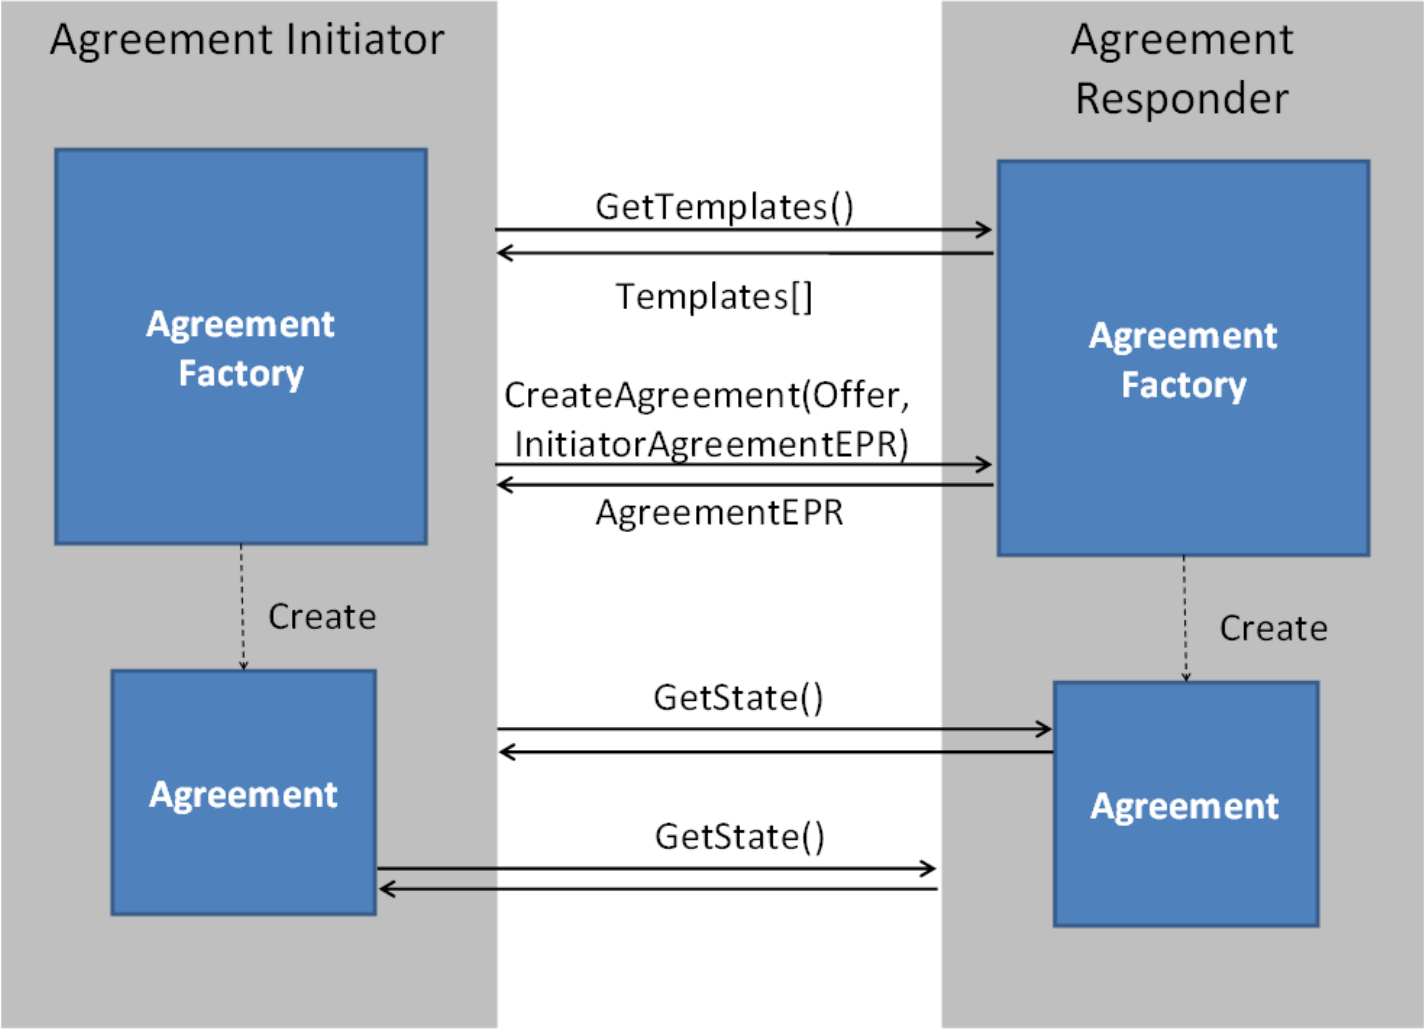 Agreement Initiator
Agreement
Responder
GetTemplates()
Templates[]
Agreement
Factory
Agreement
Factory
CreateAgreement(Offer,
InitiatorAgreementEPR)
AgreementEPR
Create
Create
GetState()
Agreement
Agreement
GetState()